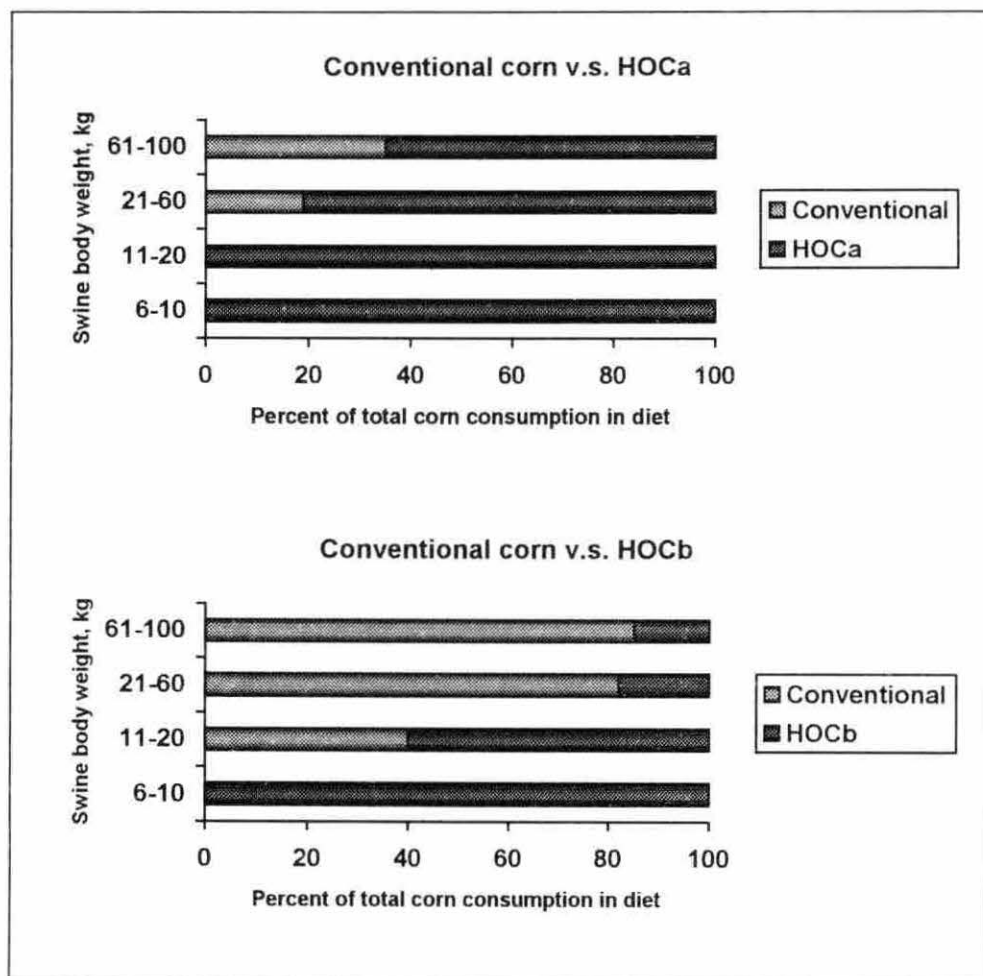 Conventional corn v.s. HOCa
Swine body weight, kg
61-100
21-60
11-20
6-10
0 20 40 60 80 100
Percent of total corn consumption in diet
Conventional
HOCa
Conventional corn v.s. HOCb
Swine body weight, kg
61-100
21-60
11-20
6-10
0 20 40 60 80 100
Percent of total corn consumption in diet
Conventional
HOCb